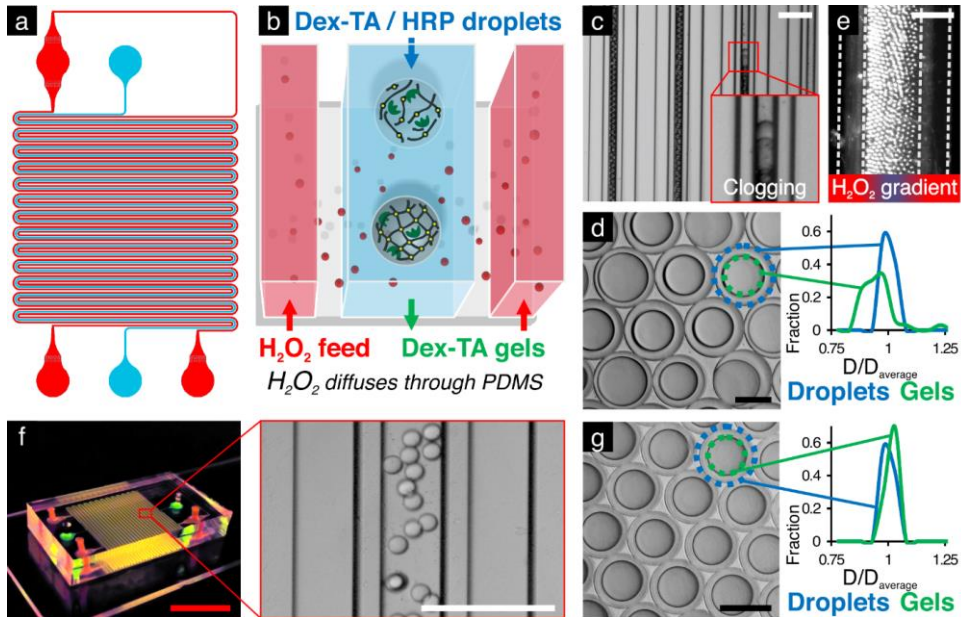 a
b
Dex-TA / HRP droplets
H₂O₂ feed
Dex-TA gels
H₂O₂ diffuses through PDMS
c
Clogging
e
H₂O₂ gradient
d
Fraction
0.6
0.4
0.2
0
0.75
1
1.25
D/Daverage
Droplets Gels
f
g
Fraction
0.6
0.4
0.2
0
0.75
1
1.25
D/Daverage
Droplets Gels